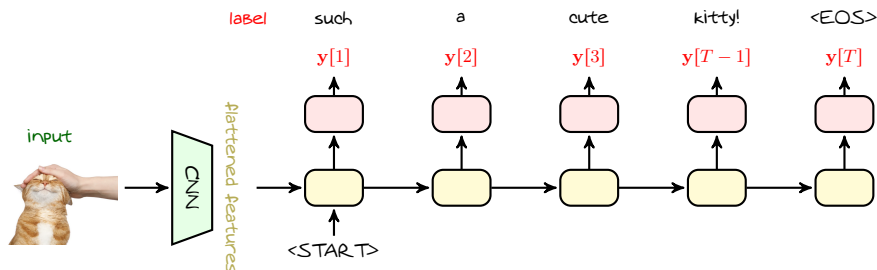 label such a cute kitty! <EOS>
y[1] y[2] y[3] y[T − 1] y[T]
input
CNN
flattened features
<START>